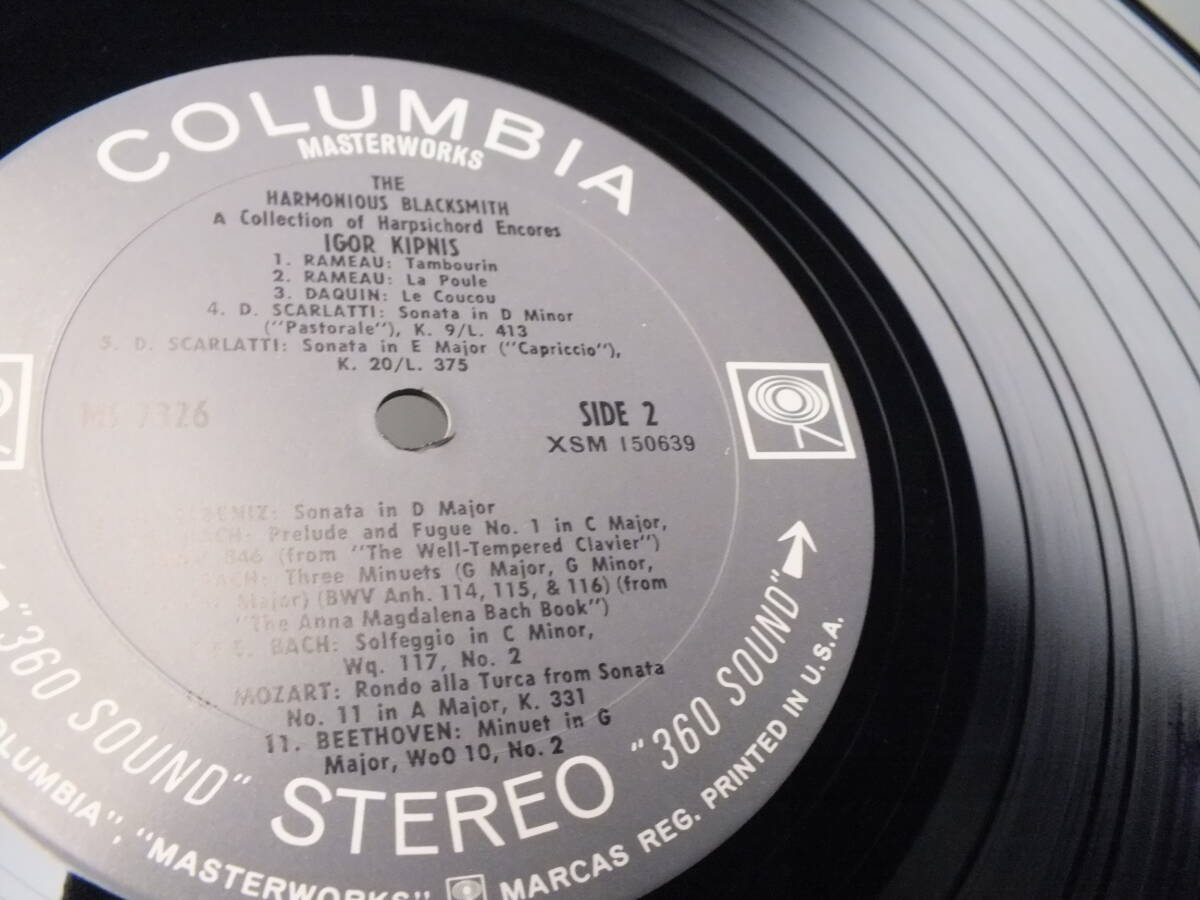 COLUMBIA
MASTERWORKS
THE
HARMONIOUS BLACKSMITH
A Collection of Harpsichord Encores
IGOR KIPNIS
1. RAMEAU: Tambourin
2. RAMEAU: La Poule
3. DAQUIN: Le Coucou
4. D. SCARLATTI: Sonata in D Minor
("Pastorale"), K. 9/L. 413
5. D. SCARLATTI: Sonata in E Major ("Capriccio"),
K. 20/L. 375
MS 7326
SIDE 2
XSM 150639
Sonata in D Major
Prelude and Fugue No. 1 in C Major,
846 (from "The Well-Tempered Clavier")
BACH: Three Minuets (G Major, G Minor,
Major) (BWV Anh. 114, 115, & 116) (from
"The Anna Magdalena Bach Book")
BACH: Solfeggio in C Minor,
Wq. 117, No. 2
MOZART: Rondo alla Turca from Sonata
No. 11 in A Major, K. 331
11. BEETHOVEN: Minuet in G
Major, WoO 10, No. 2
"360 SOUND" STEREO "360 SOUND"
"MASTERWORKS" MARCAS REG. PRINTED IN U.S.A.